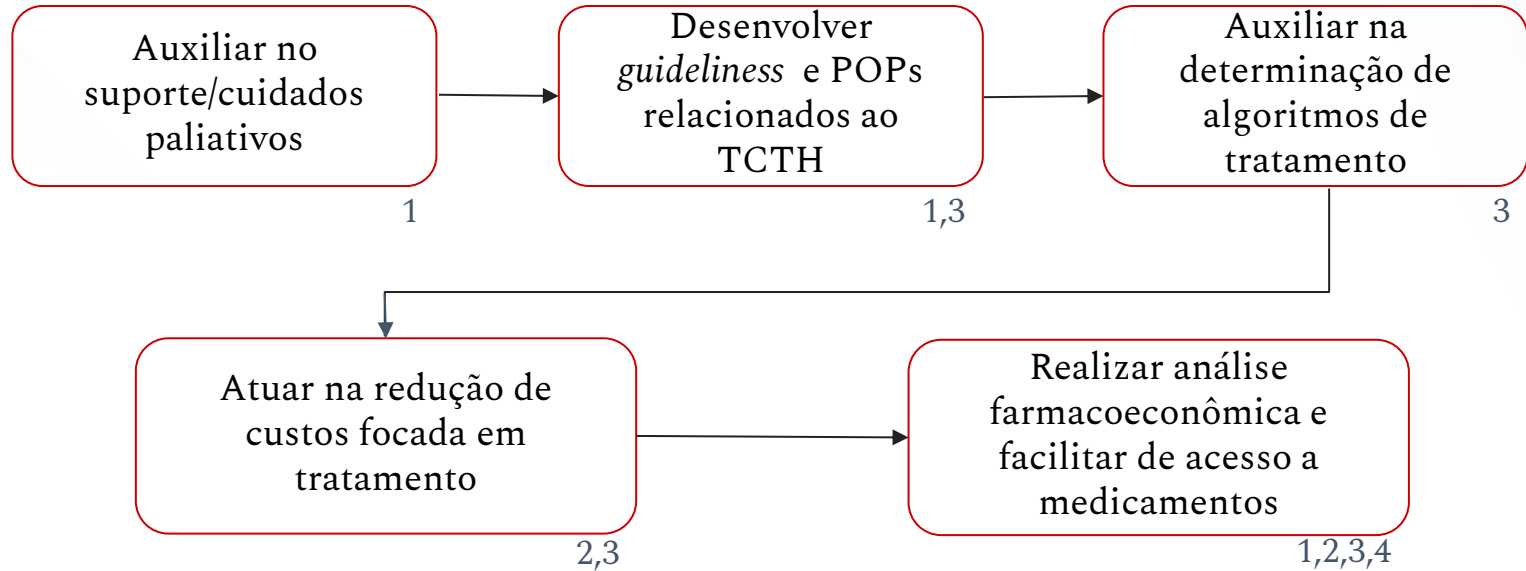 Auxiliar no
suporte/cuidados
paliativos
1
Desenvolver
guideliness e POPs
relacionados ao
TCTH
1,3
Auxiliar na
determinação de
algoritmos de
tratamento
3
Atuar na redução de
custos focada em
tratamento
2,3
Realizar análise
farmacoeconômica e
facilitar de acesso a
medicamentos
1,2,3,4